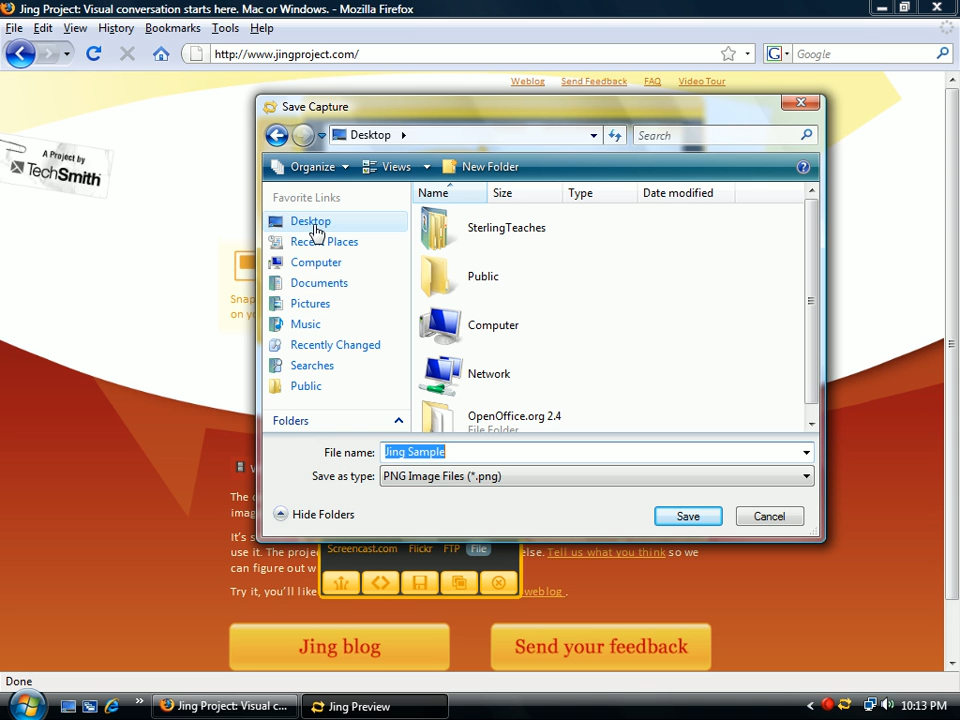 Jing Project: Visual conversation starts here. Mac or Windows. - Mozilla Firefox
File Edit View History Bookmarks Tools Help
http://www.jingproject.com/
Google
Weblog Send Feedback FAQ Video Tour
A Project by
TechSmith
Save Capture
Desktop
Search
Organize Views New Folder
Favorite Links
Desktop
Recent Places
Computer
Documents
Pictures
Music
Recently Changed
Searches
Public
Folders
Name Size Type Date modified
SterlingTeaches
Public
Computer
Network
OpenOffice.org 2.4
File Folder
File name: Jing Sample
Save as type: PNG Image Files (*.png)
Hide Folders
Save Cancel
Snap
on yo
The
imag
It's s
use it. The proje
else. Tell us what you think so we
can figure out w
Try it, you'll like
weblog .
Screencast.com Flickr FTP File
Jing blog
Send your feedback
Done
Jing Project: Visual c...
Jing Preview
10:13 PM